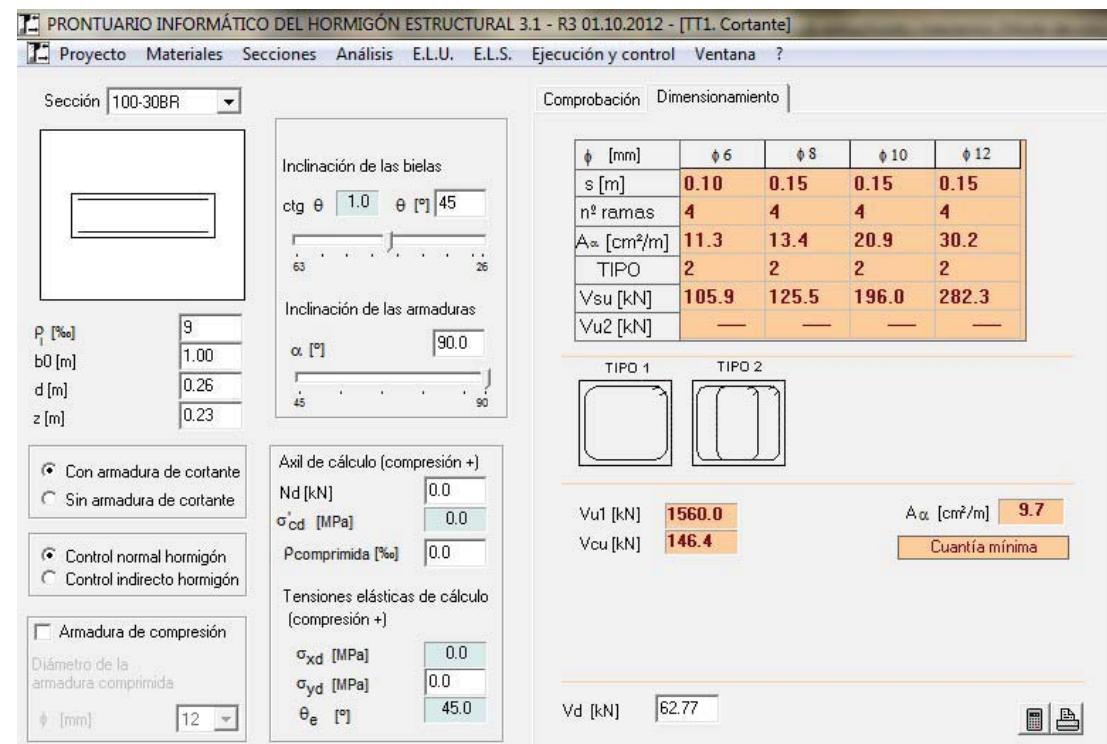 PRONTUARIO INFORMÁTICO DEL HORMIGÓN ESTRUCTURAL 3.1 - R3 01.10.2012 - [TT1. Cortante]
Proyecto Materiales Secciones Análisis E.L.U. E.L.S. Ejecución y control Ventana ?
Sección 100-30BR
ρl [‰] 9
b0 [m] 1.00
d [m] 0.26
z [m] 0.23
Con armadura de cortante
Sin armadura de cortante
Control normal hormigón
Control indirecto hormigón
Armadura de compresión
Diámetro de la
armadura comprimida
ϕ [mm] 12
Inclinación de las bielas
ctg θ 1.0 θ [º] 45
63 26
Inclinación de las armaduras
α [º] 90.0
45 90
Axil de cálculo (compresión +)
Nd [kN] 0.0
σ'cd [MPa] 0.0
ρcomprimida [‰] 0.0
Tensiones elásticas de cálculo
(compresión +)
σxd [MPa] 0.0
σyd [MPa] 0.0
θe [º] 45.0
Comprobación Dimensionamiento
ϕ [mm] ϕ 6 ϕ 8 ϕ 10 ϕ 12
s [m] 0.10 0.15 0.15 0.15
nº ramas 4 4 4 4
Aα [cm²/m] 11.3 13.4 20.9 30.2
TIPO 2 2 2 2
Vsu [kN] 105.9 125.5 196.0 282.3
Vu2 [kN] — — — —
TIPO 1 TIPO 2
Vu1 [kN] 1560.0 Aα [cm²/m] 9.7
Vcu [kN] 146.4 Cuantía mínima
Vd [kN] 62.77